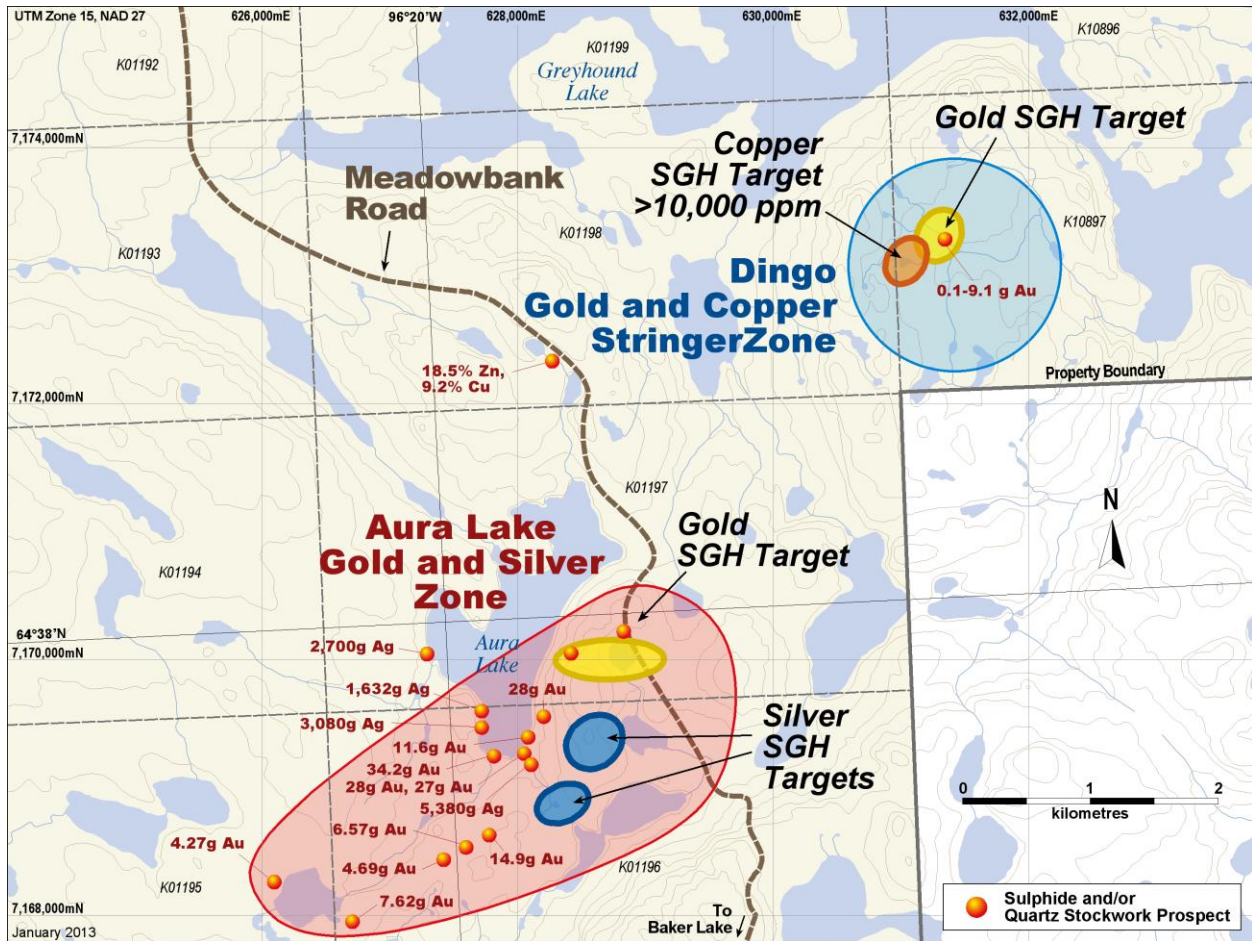 UTM Zone 15, NAD 27
626,000mE
96°20'W
628,000mE
630,000mE
632,000mE
K01192
K01199
K10896
Greyhound
Lake
7,174,000mN
Gold SGH Target
Copper
SGH Target
>10,000 ppm
Meadowbank
Road
K01193
K01198
K10897
Dingo
Gold and Copper
StringerZone
0.1-9.1 g Au
18.5% Zn,
9.2% Cu
Property Boundary
7,172,000mN
K01197
N
Aura Lake
Gold and Silver
Zone
Gold
SGH Target
K01194
64°38'N
7,170,000mN
Aura
Lake
2,700g Ag
1,632g Ag
28g Au
3,080g Ag
11.6g Au
34.2g Au
28g Au, 27g Au
5,380g Ag
Silver
SGH
Targets
0 1 2
kilometres
6.57g Au
4.27g Au
4.69g Au
14.9g Au
K01196
K01195
7.62g Au
7,168,000mN
January 2013
To
Baker Lake
Sulphide and/or
Quartz Stockwork Prospect